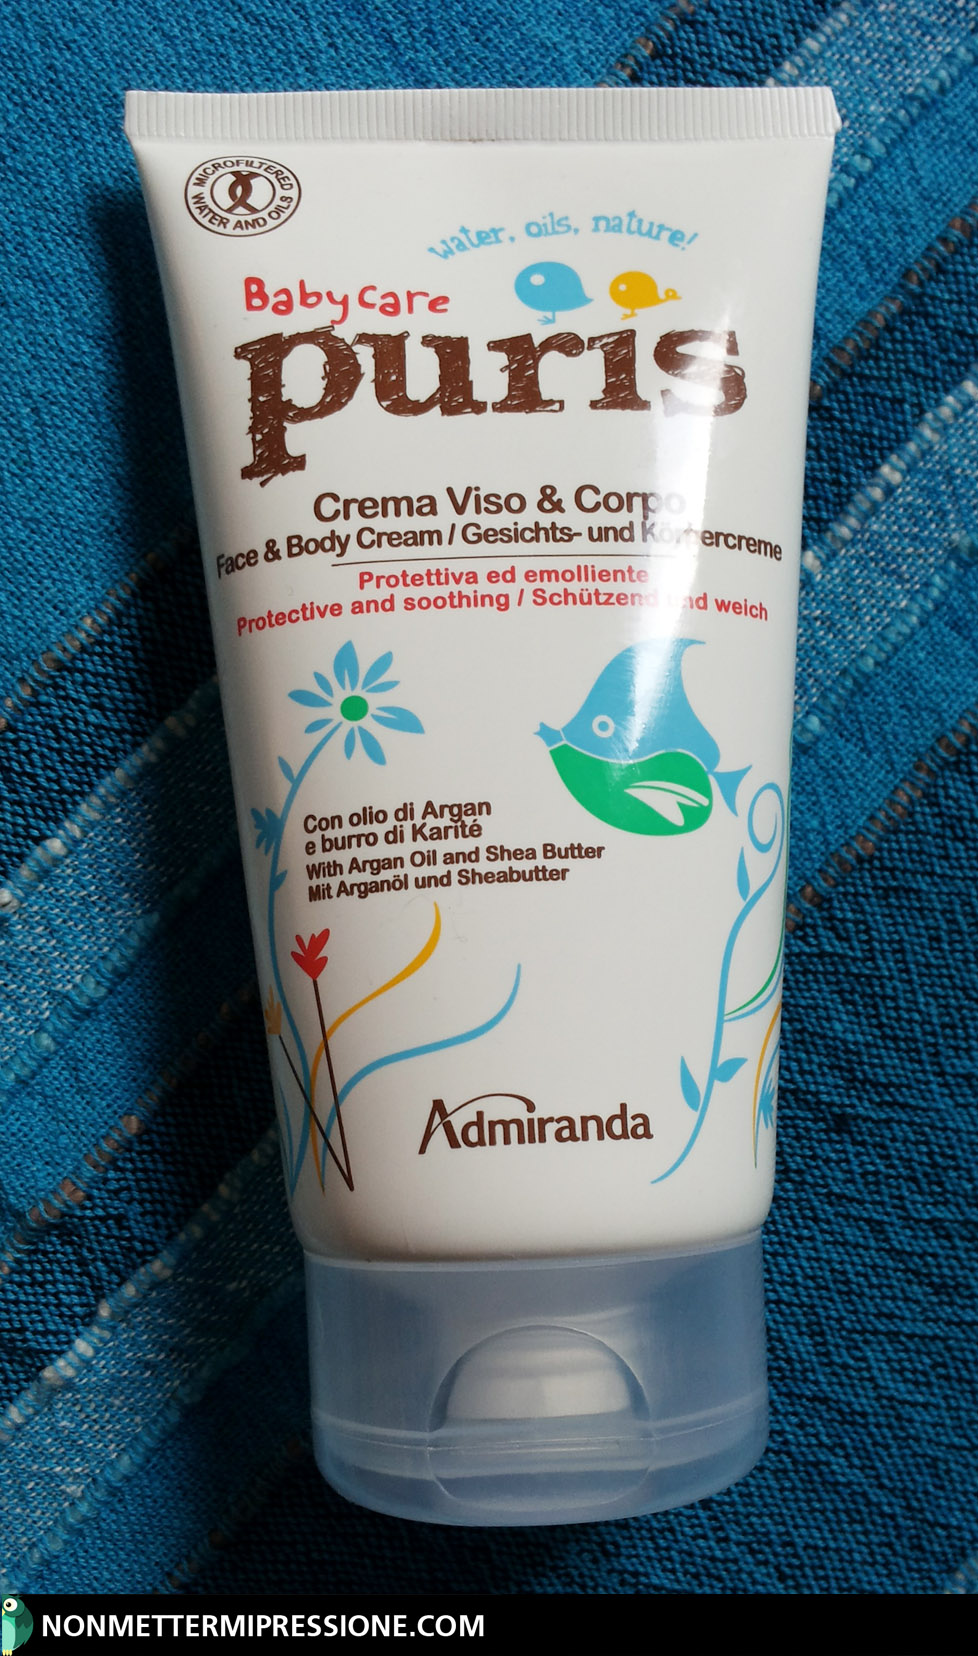 MICROFILTERED
WATER AND OILS
water, oils, nature!
Baby care
puris
Crema Viso & Corpo
Face & Body Cream / Gesichts- und Körpercreme
Protettiva ed emolliente
Protective and soothing / Schützend und weich
Con olio di Argan
e burro di Karité
With Argan Oil and Shea Butter
Mit Arganöl und Sheabutter
Admiranda
NONMETTERMIPRESSIONE.COM